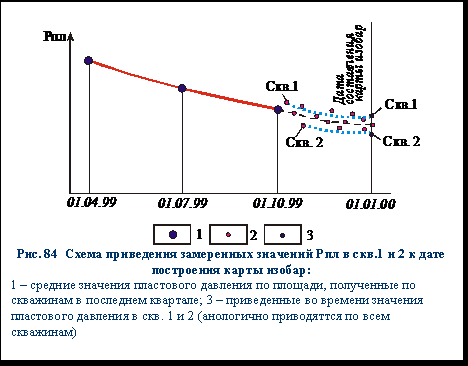 Рпл
Скв.1
Дата
составления
карты изобар
Скв.1
Скв. 2
Скв. 2
01.04.99
01.07.99
01.10.99
01.01.00
1
2
3
Рис. 84 Схема приведения замеренных значений Рпл в скв.1 и 2 к дате
построения карты изобар:
1 – средние значения пластового давления по площади, полученные по
скважинам в последнем квартале; 3 – приведенные во времени значения
пластового давления в скв. 1 и 2 (анологично приводяттся по всем
скважинам)